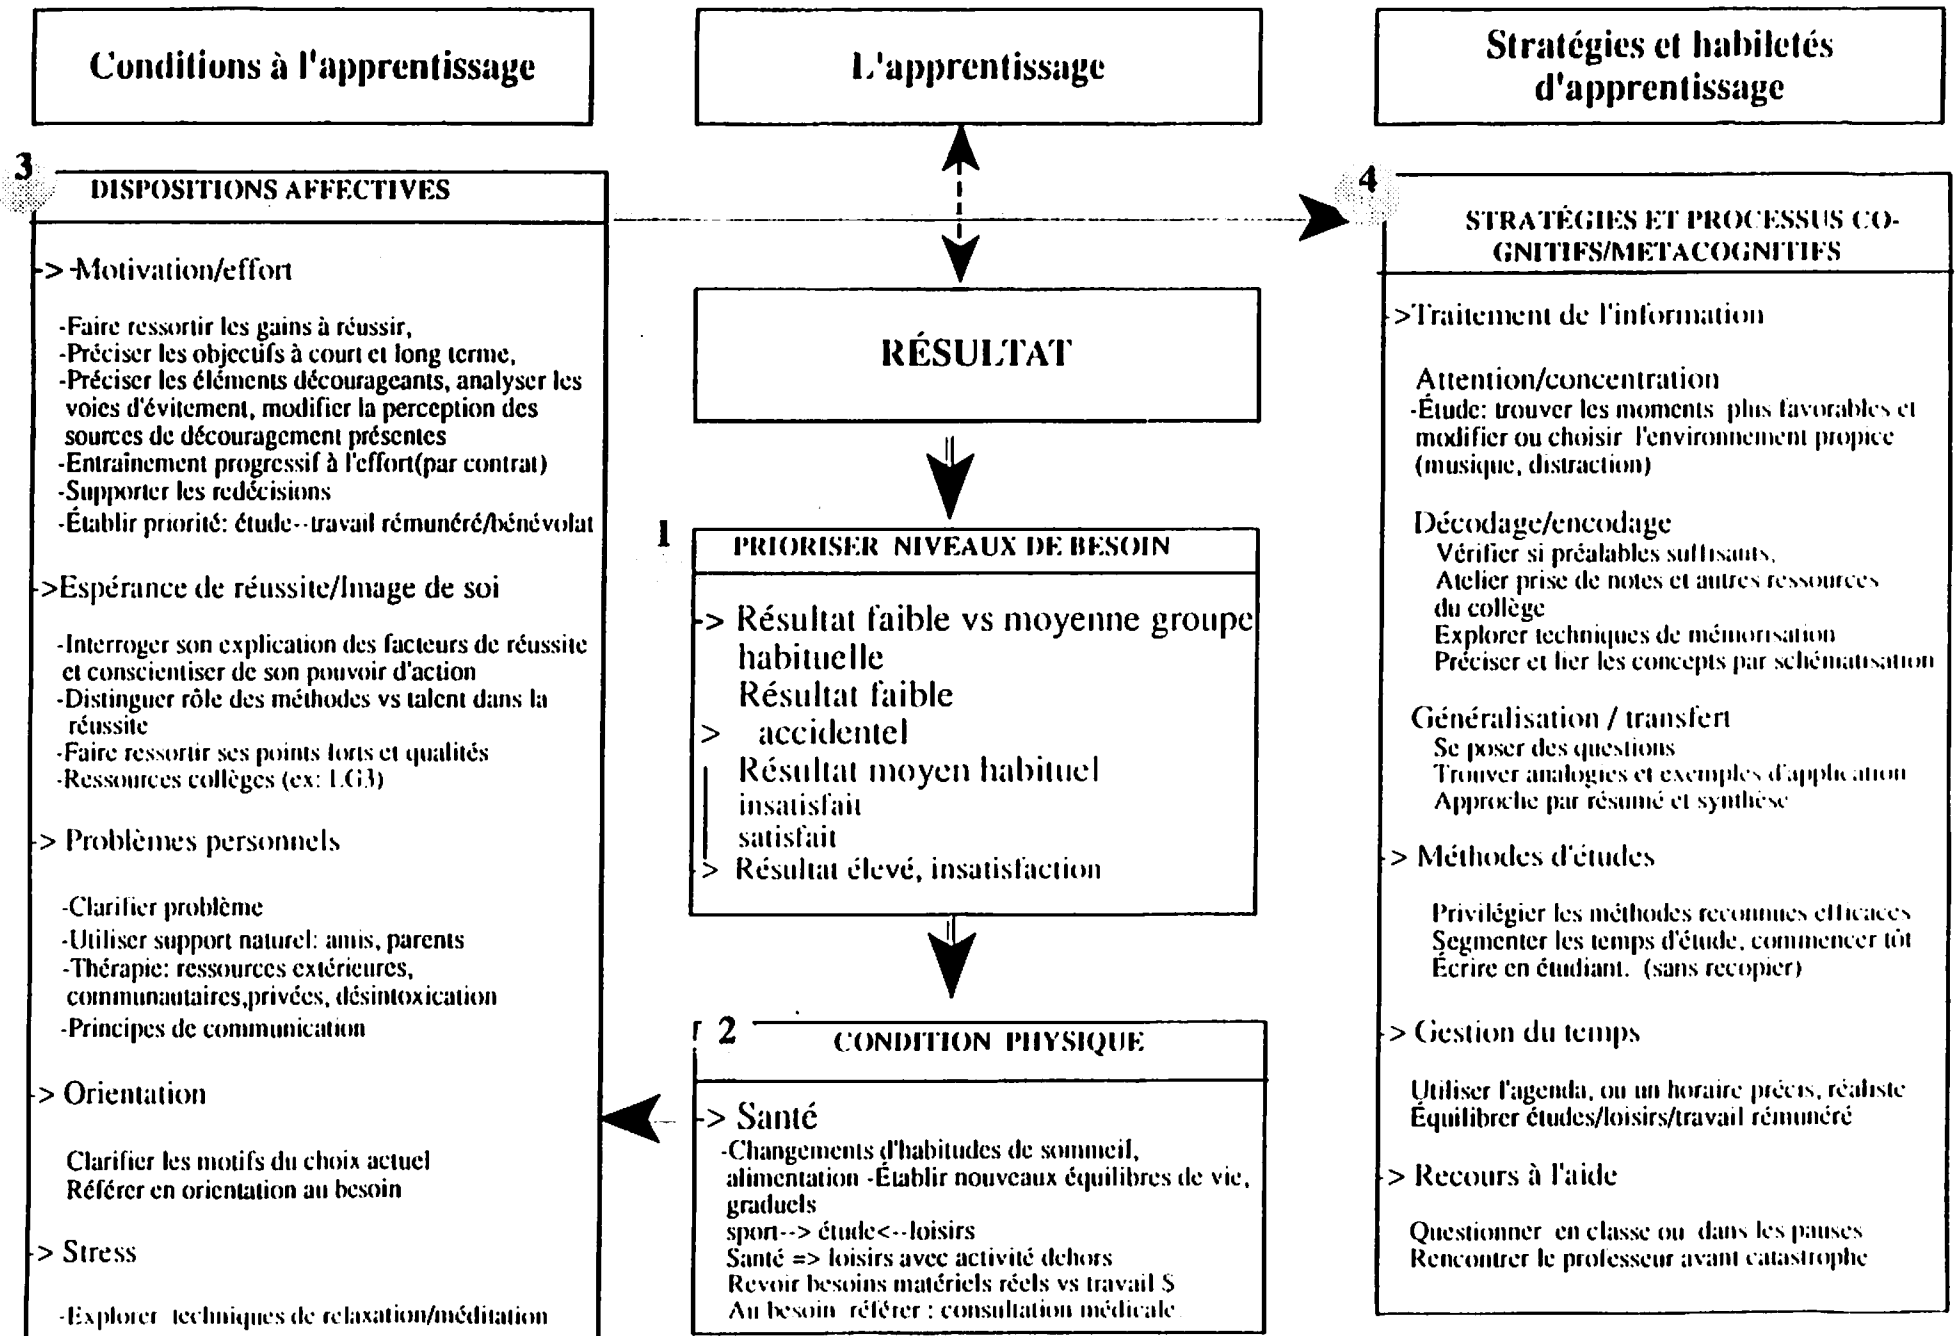 Conditions à l'apprentissage
L'apprentissage
Stratégies et habiletés
d'apprentissage
3
DISPOSITIONS AFFECTIVES
> -Motivation/effort
-Faire ressortir les gains à réussir,
-Préciser les objectifs à court et long terme,
-Préciser les éléments décourageants, analyser les
voies d'évitement, modifier la perception des
sources de découragement présentes
-Entraînement progressif à l'effort(par contrat)
-Supporter les redécisions
-Établir priorité: étude--travail rémunéré/bénévolat
>Espérance de réussite/Image de soi
-Interroger son explication des facteurs de réussite
et conscientiser de son pouvoir d'action
-Distinguer rôle des méthodes vs talent dans la
réussite
-Faire ressortir ses points forts et qualités
-Ressources collèges (ex: LG3)
> Problèmes personnels
-Clarifier problème
-Utiliser support naturel: amis, parents
-Thérapie: ressources extérieures,
communautaires,privées, désintoxication
-Principes de communication
> Orientation
Clarifier les motifs du choix actuel
Référer en orientation au besoin
> Stress
-Explorer techniques de relaxation/méditation
RÉSULTAT
1
PRIORISER NIVEAUX DE BESOIN
> Résultat faible vs moyenne groupe
habituelle
Résultat faible
> accidentel
Résultat moyen habituel
insatisfait
satisfait
> Résultat élevé, insatisfaction
2
CONDITION PHYSIQUE
> Santé
-Changements d'habitudes de sommeil,
alimentation -Établir nouveaux équilibres de vie,
graduels
sport--> étude<--loisirs
Santé => loisirs avec activité dehors
Revoir besoins matériels réels vs travail $
Au besoin référer : consultation médicale
4
STRATÉGIES ET PROCESSUS CO-
GNITIFS/METACOGNITIFS
>Traitement de l'information
Attention/concentration
-Étude: trouver les moments plus favorables et
modifier ou choisir l'environnement propice
(musique, distraction)
Décodage/encodage
Vérifier si préalables suffisants,
Atelier prise de notes et autres ressources
du collège
Explorer techniques de mémorisation
Préciser et lier les concepts par schématisation
Généralisation / transfert
Se poser des questions
Trouver analogies et exemples d'application
Approche par résumé et synthèse
> Méthodes d'études
Privilégier les méthodes reconnues efficaces
Segmenter les temps d'étude, commencer tôt
Écrire en étudiant. (sans recopier)
> Gestion du temps
Utiliser l'agenda, ou un horaire précis, réaliste
Équilibrer études/loisirs/travail rémunéré
> Recours à l'aide
Questionner en classe ou dans les pauses
Rencontrer le professeur avant catastrophe